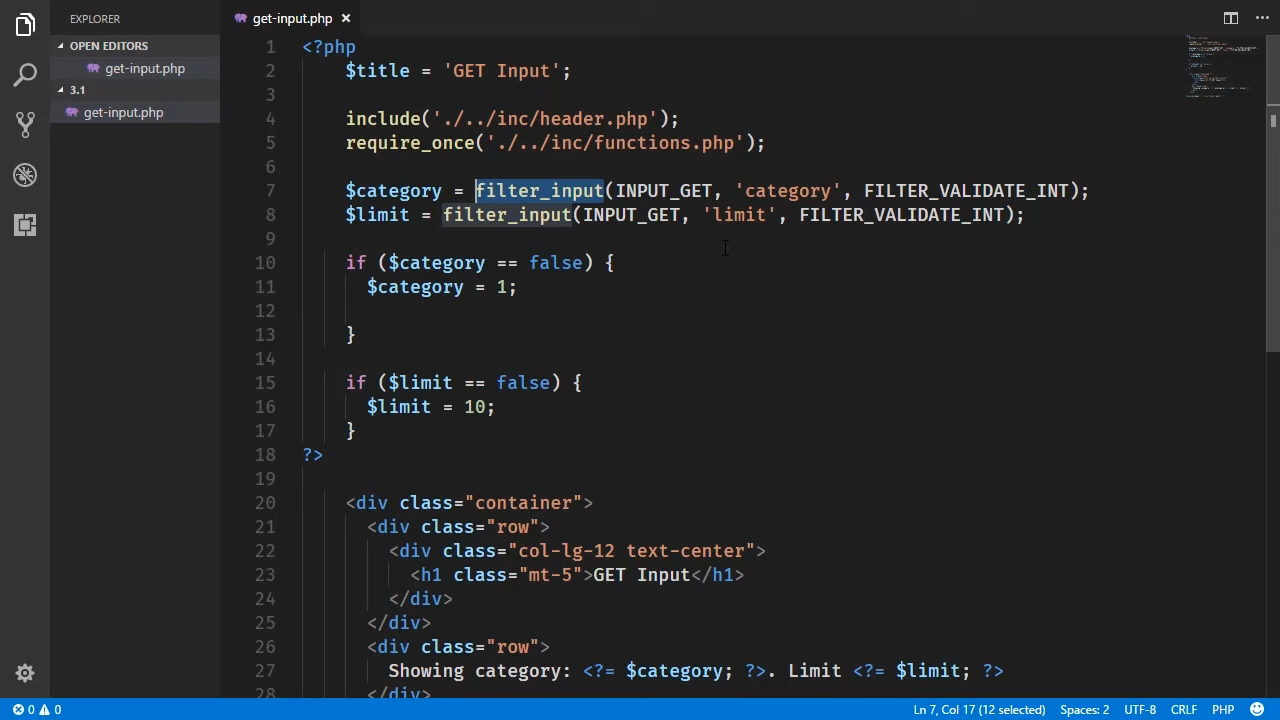 EXPLORER
OPEN EDITORS
get-input.php
3.1
get-input.php
get-input.php ×
1 <?php
2 $title = 'GET Input';
3
4 include('./../inc/header.php');
5 require_once('./../inc/functions.php');
6
7 $category = filter_input(INPUT_GET, 'category', FILTER_VALIDATE_INT);
8 $limit = filter_input(INPUT_GET, 'limit', FILTER_VALIDATE_INT);
9
10 if ($category == false) {
11 $category = 1;
12
13 }
14
15 if ($limit == false) {
16 $limit = 10;
17 }
18 ?>
19
20 <div class="container">
21 <div class="row">
22 <div class="col-lg-12 text-center">
23 <h1 class="mt-5">GET Input</h1>
24 </div>
25 </div>
26 <div class="row">
27 Showing category: <?= $category; ?>. Limit <?= $limit; ?>
28 </div>
0 0 Ln 7, Col 17 (12 selected) Spaces: 2 UTF-8 CRLF PHP